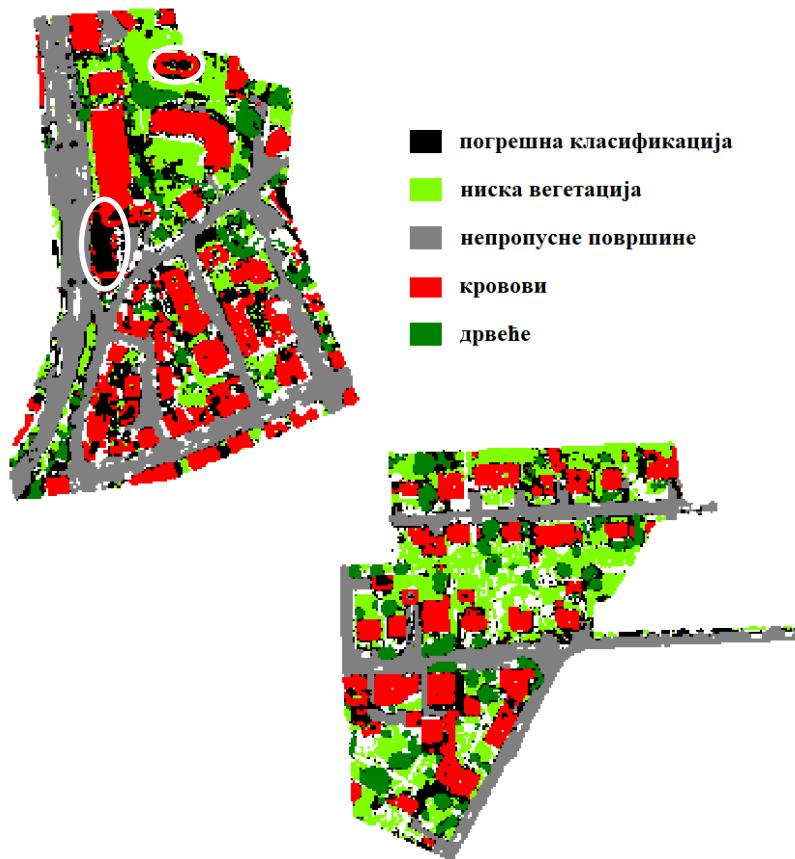 погрешна класификација
ниска вегетација
непропусне површине
кровови
дрвеће